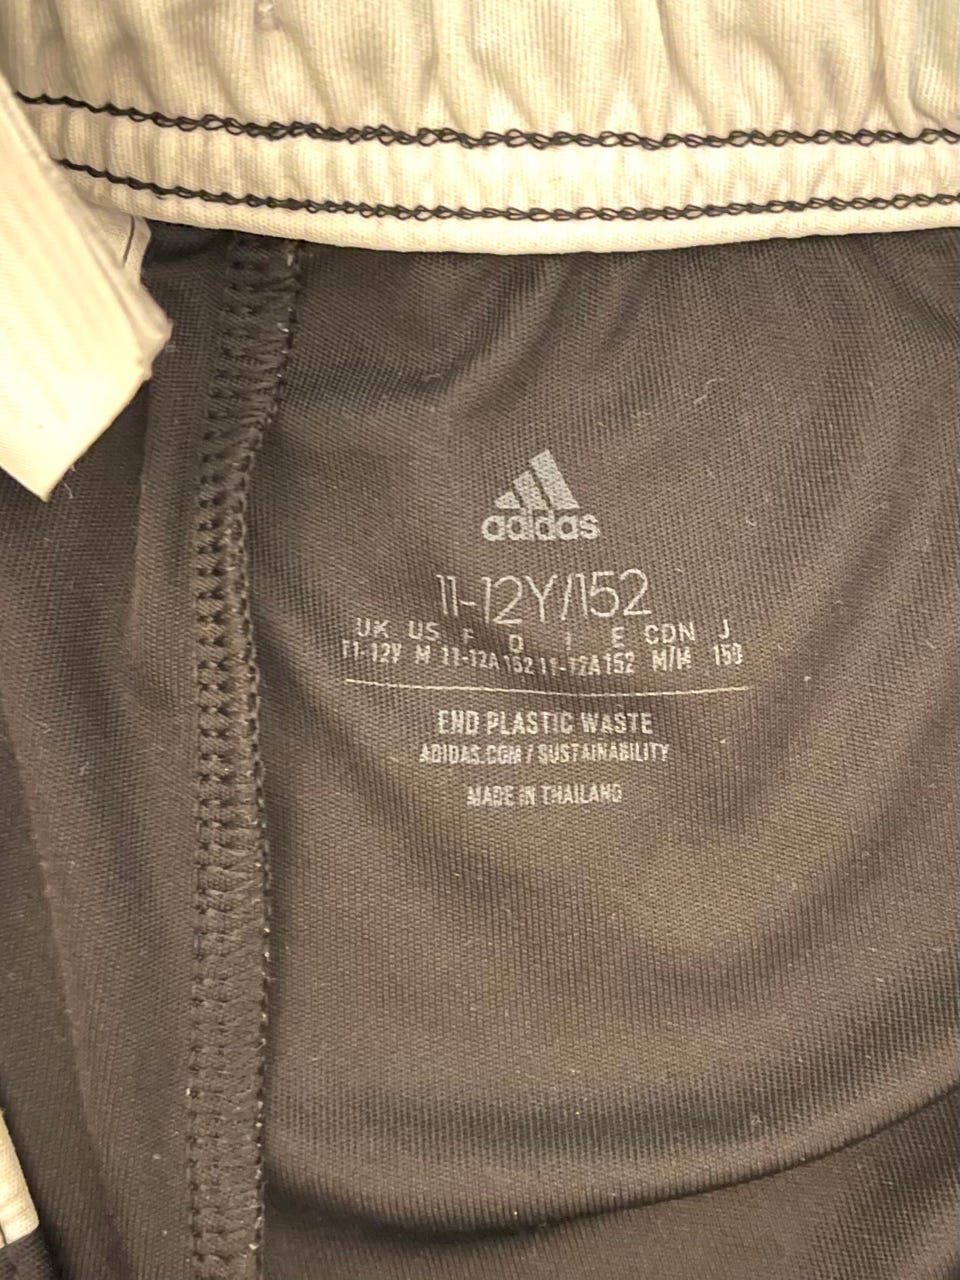 adidas
11-12Y/152
UK US F D I E CDN J
11-12Y M 11-12A 152 11-12A 152 M/M 150
END PLASTIC WASTE
ADIDAS.COM / SUSTAINABILITY
MADE IN THAILAND